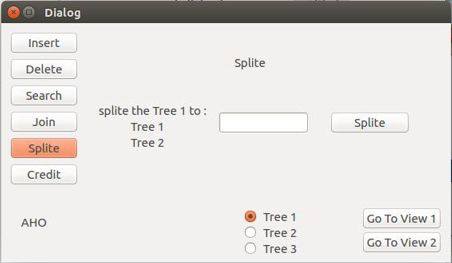 Dialog
Insert
Delete
Search
Join
Splite
Credit
Splite
splite the Tree 1 to :
Tree 1
Tree 2
Splite
AHO
Tree 1
Tree 2
Tree 3
Go To View 1
Go To View 2